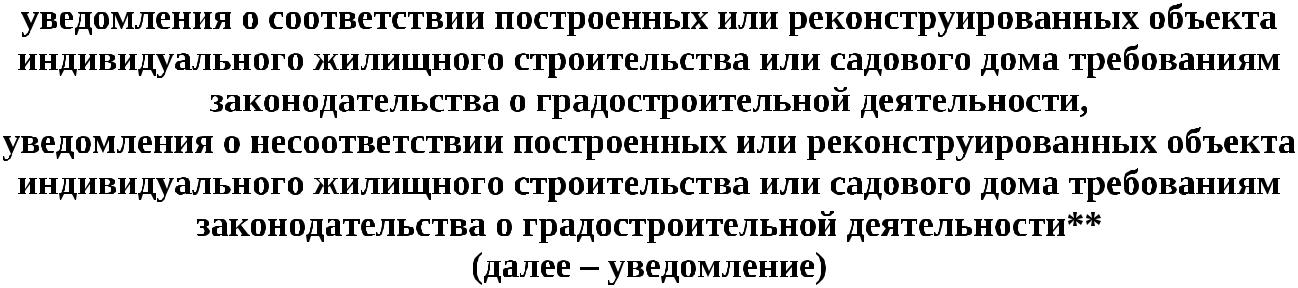 уведомления о соответствии построенных или реконструированных объекта
индивидуального жилищного строительства или садового дома требованиям
законодательства о градостроительной деятельности,
уведомления о несоответствии построенных или реконструированных объекта
индивидуального жилищного строительства или садового дома требованиям
законодательства о градостроительной деятельности**
(далее – уведомление)